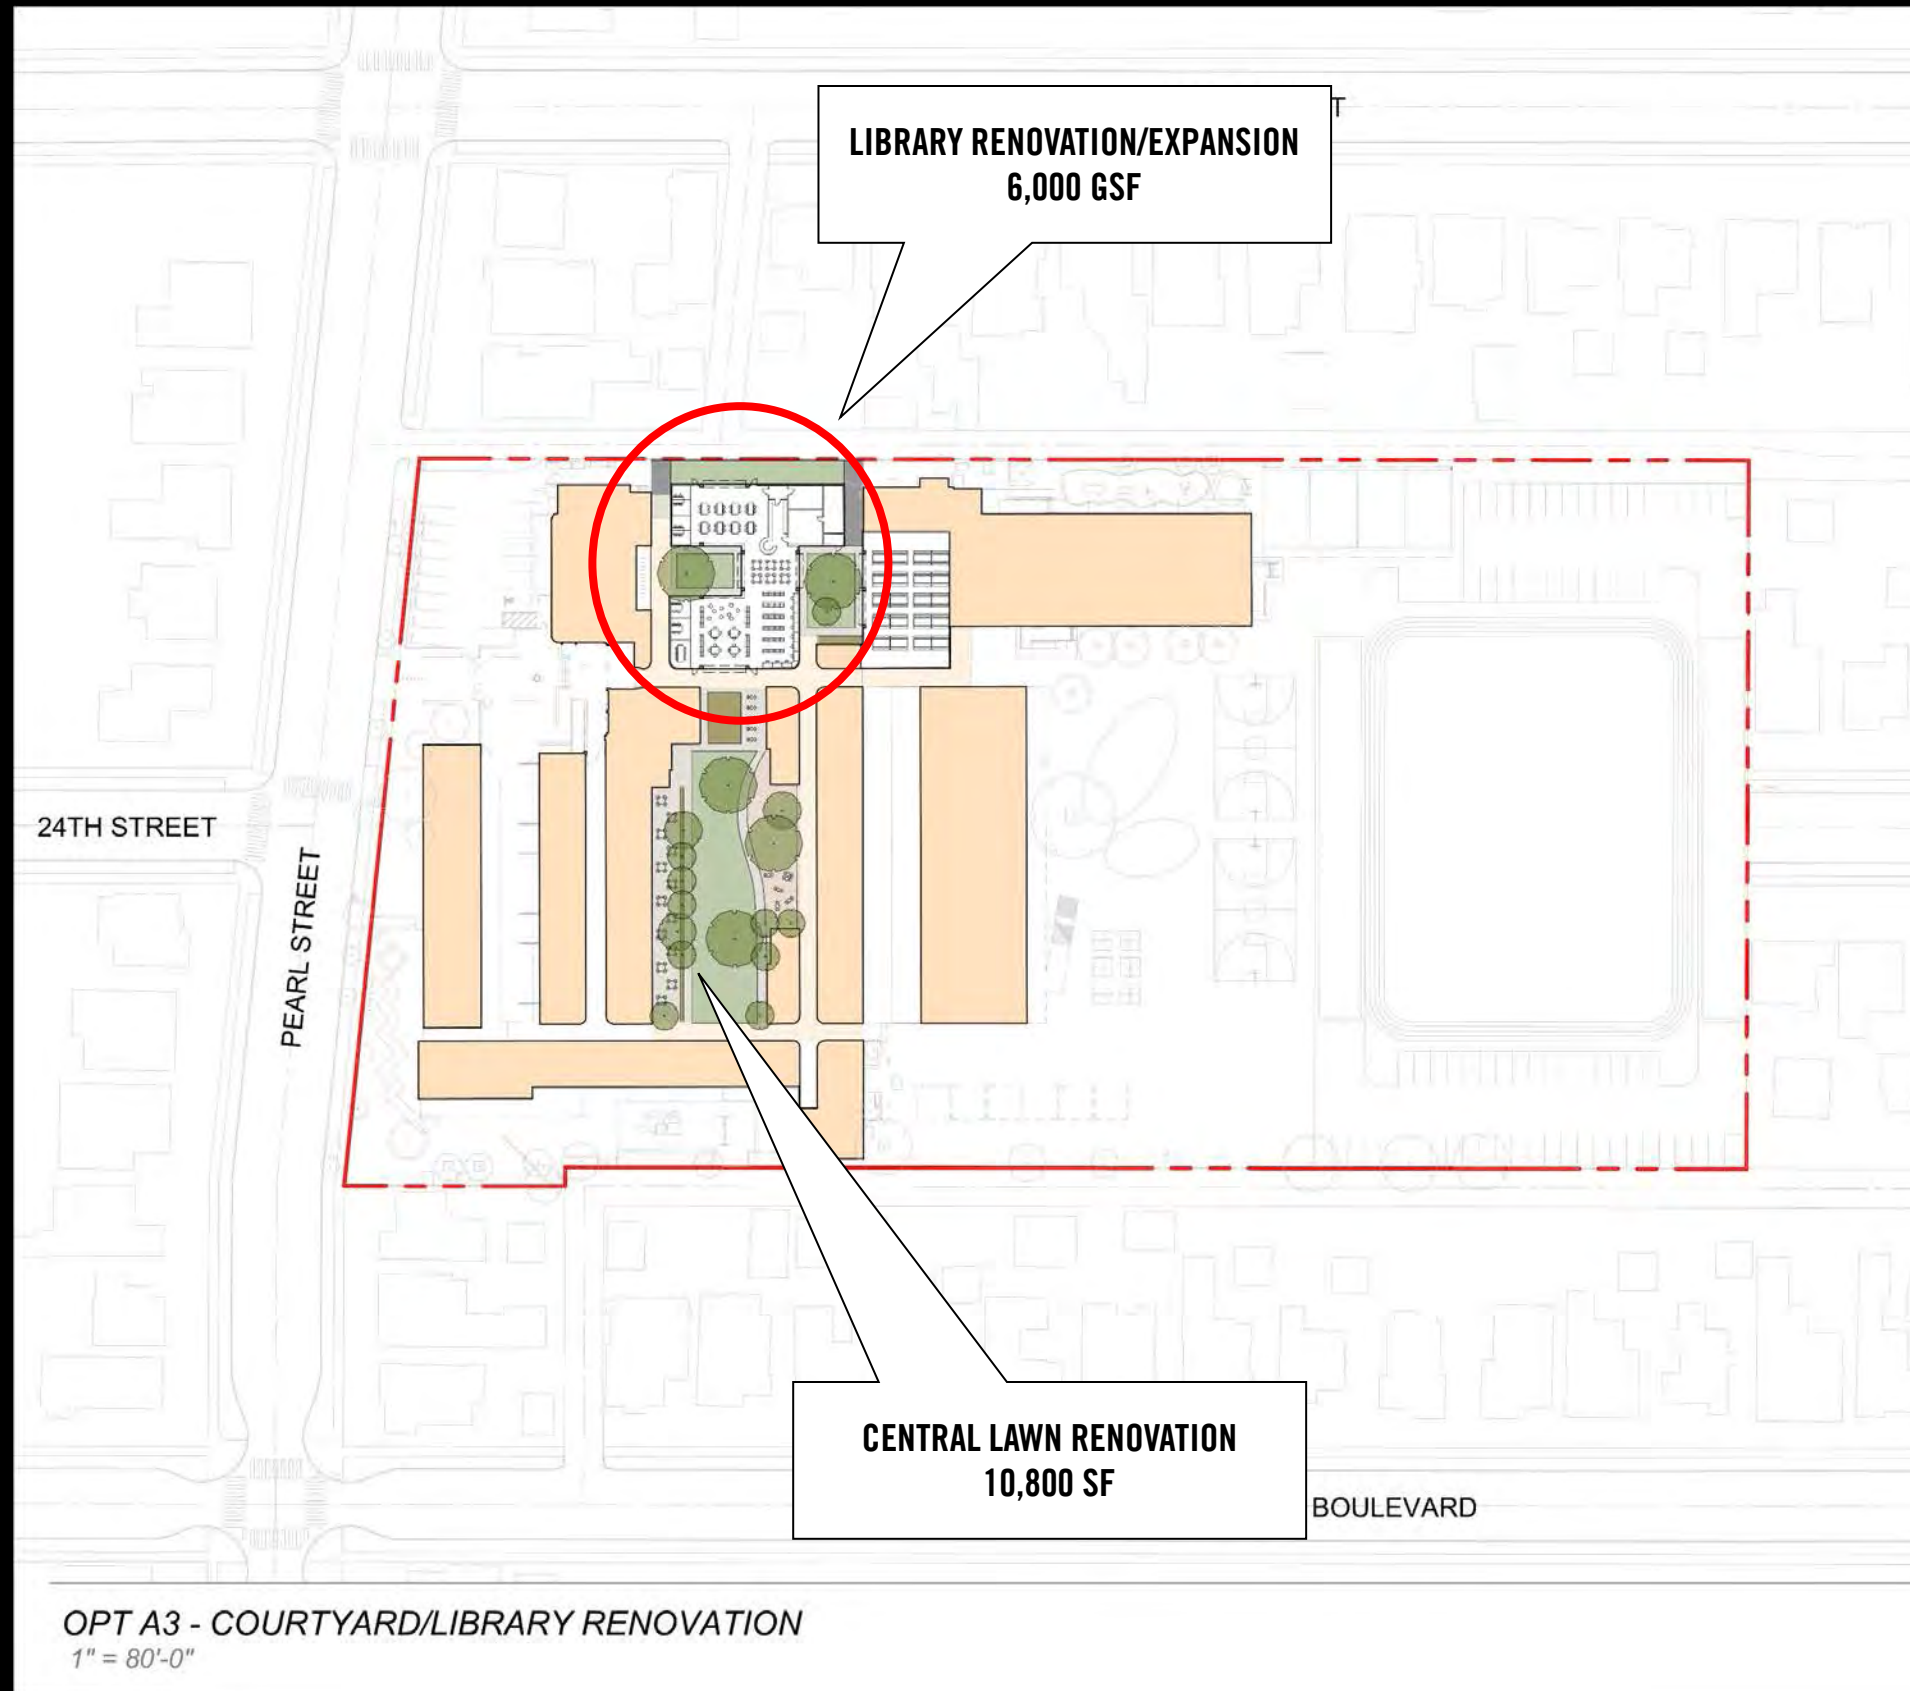 T
LIBRARY RENOVATION/EXPANSION
6,000 GSF
24TH STREET
PEARL STREET
CENTRAL LAWN RENOVATION
10,800 SF
BOULEVARD
OPT A3 - COURTYARD/LIBRARY RENOVATION
1" = 80'-0"